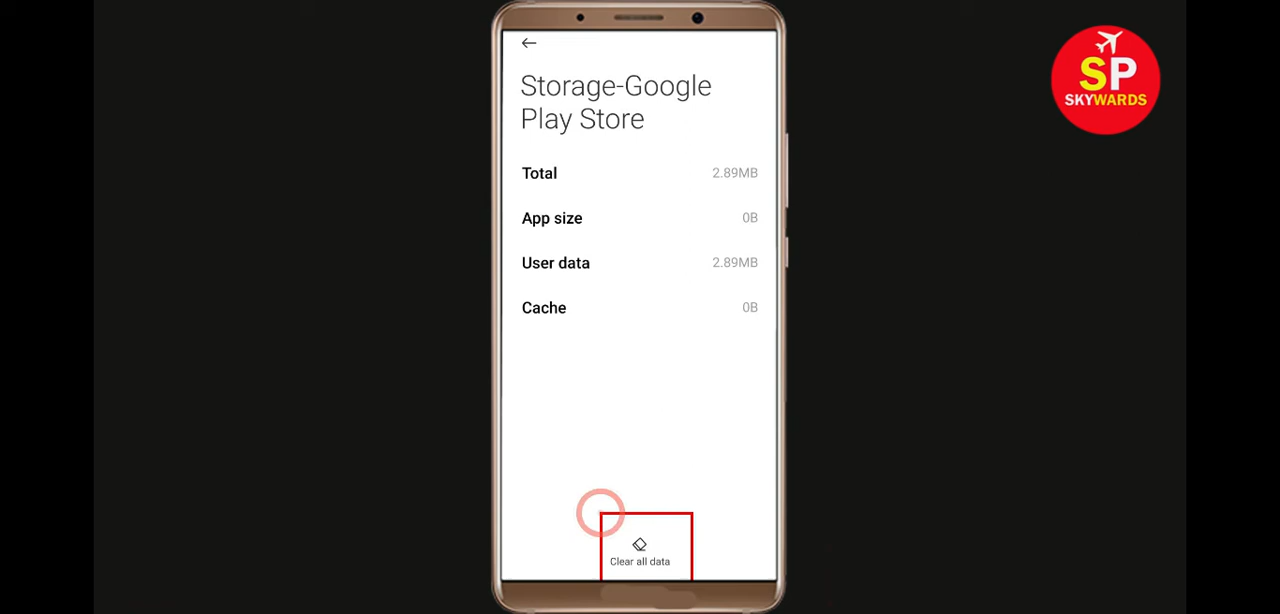 Storage-Google
Play Store
Total 2.89MB
App size 0B
User data 2.89MB
Cache 0B
Clear all data
SP
SKYWARDS